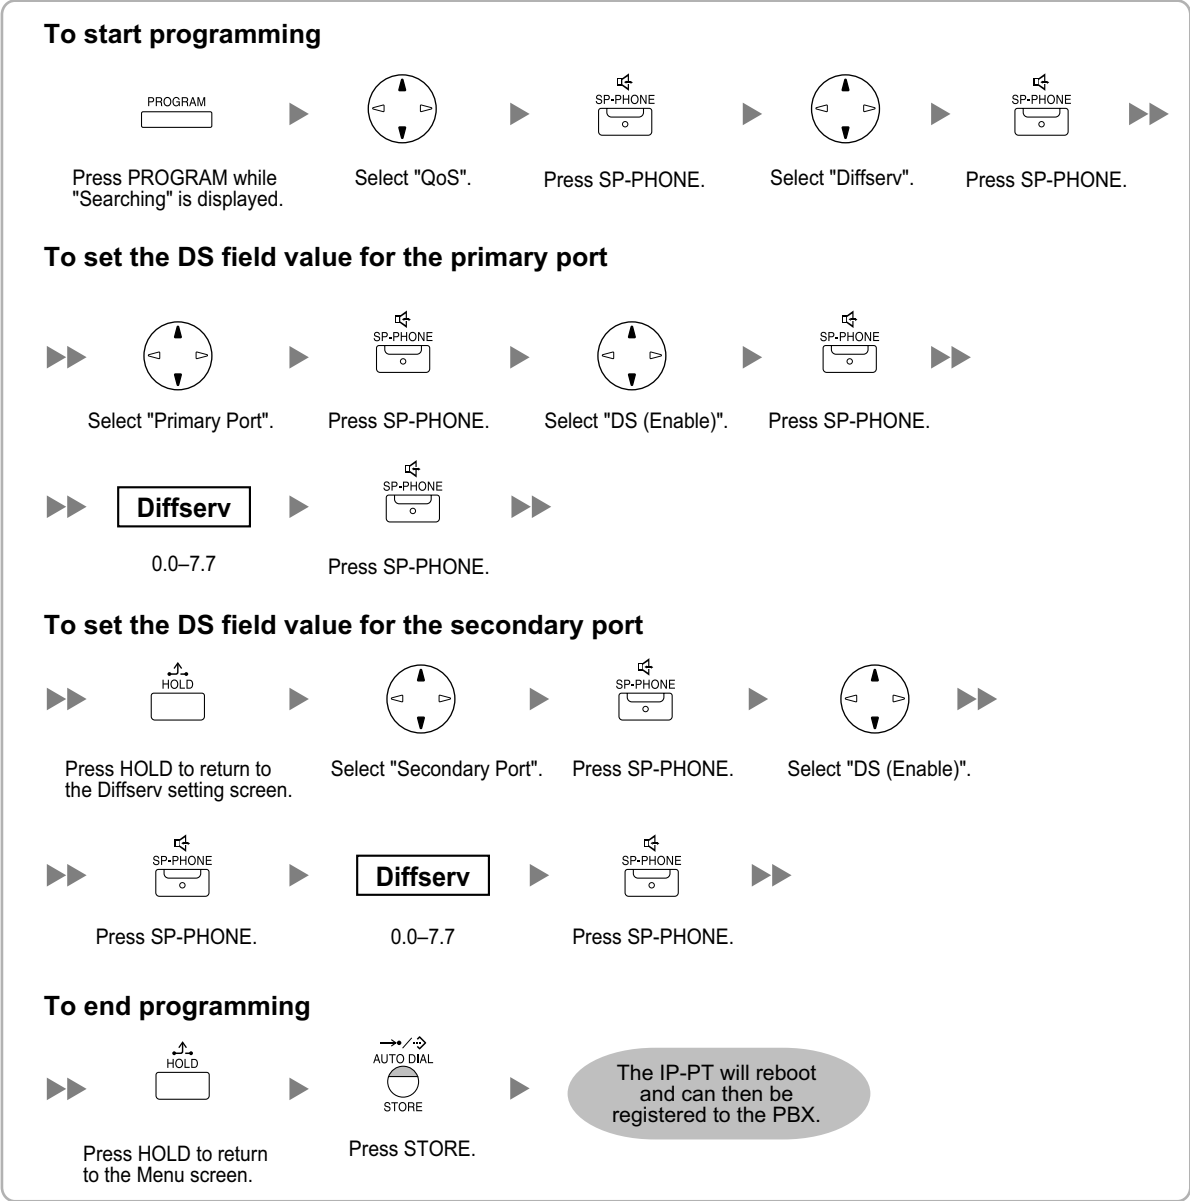 To start programming
PROGRAM
SP-PHONE
SP-PHONE
Press PROGRAM while
"Searching" is displayed.
Select "QoS".
Press SP-PHONE.
Select "Diffserv".
Press SP-PHONE.
To set the DS field value for the primary port
SP-PHONE
SP-PHONE
Select "Primary Port".
Press SP-PHONE.
Select "DS (Enable)".
Press SP-PHONE.
Diffserv
SP-PHONE
0.0–7.7
Press SP-PHONE.
To set the DS field value for the secondary port
HOLD
SP-PHONE
Press HOLD to return to
the Diffserv setting screen.
Select "Secondary Port".
Press SP-PHONE.
Select "DS (Enable)".
SP-PHONE
Diffserv
SP-PHONE
Press SP-PHONE.
0.0–7.7
Press SP-PHONE.
To end programming
HOLD
AUTO DIAL
STORE
The IP-PT will reboot
and can then be
registered to the PBX.
Press HOLD to return
to the Menu screen.
Press STORE.